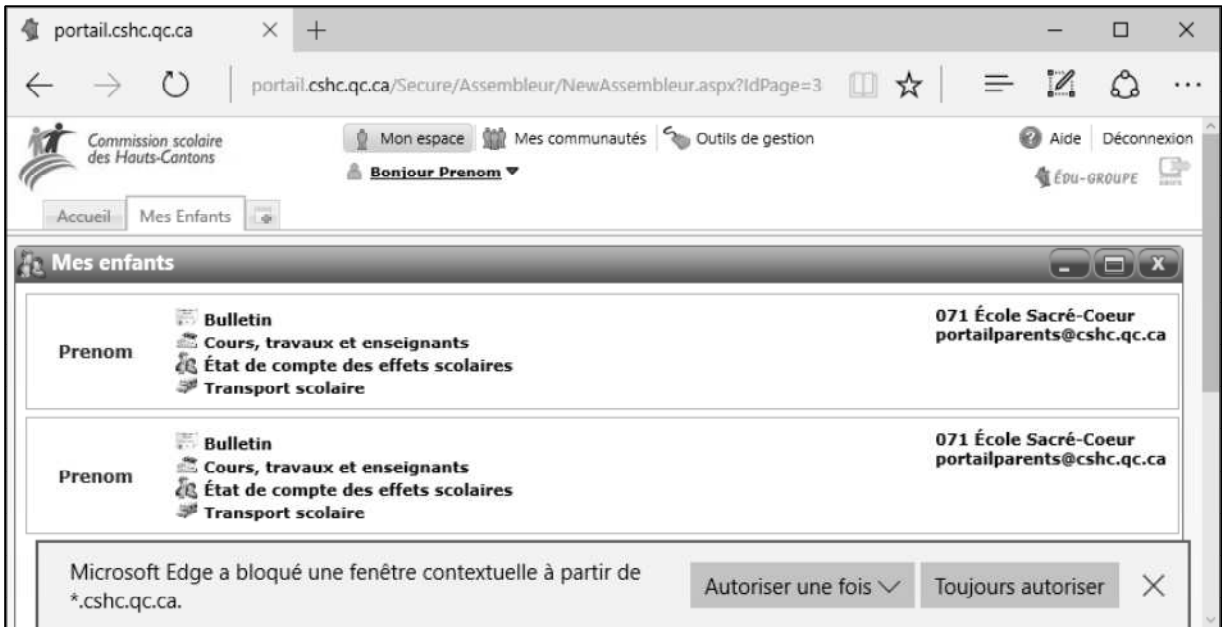 portail.cshc.qc.ca
portail.cshc.qc.ca/Secure/Assembleur/NewAssembleur.aspx?IdPage=3
Commission scolaire
des Hauts-Cantons
Mon espace Mes communautés Outils de gestion
Aide Déconnexion
Bonjour Prenom
ÉDU-GROUPE
Accueil Mes Enfants
Mes enfants
Prenom
Bulletin
Cours, travaux et enseignants
État de compte des effets scolaires
Transport scolaire
071 École Sacré-Coeur
portailparents@cshc.qc.ca
Prenom
Bulletin
Cours, travaux et enseignants
État de compte des effets scolaires
Transport scolaire
071 École Sacré-Coeur
portailparents@cshc.qc.ca
Microsoft Edge a bloqué une fenêtre contextuelle à partir de
*.cshc.qc.ca.
Autoriser une fois Toujours autoriser